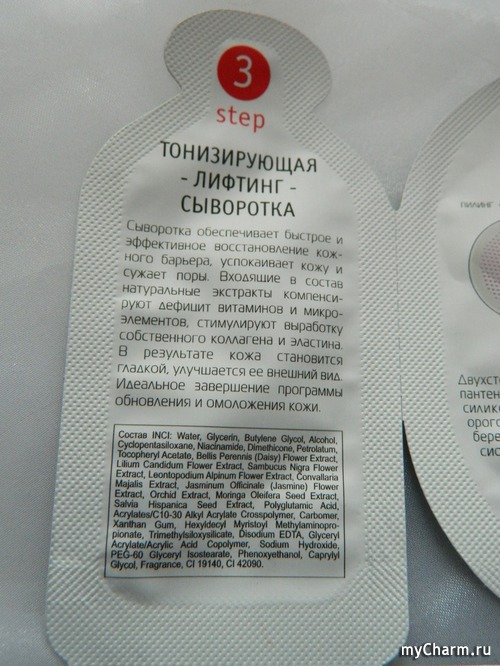 3
step
ТОНИЗИРУЮЩАЯ
- ЛИФТИНГ -
СЫВОРОТКА
Сыворотка обеспечивает быстрое и
эффективное восстановление кож-
ного барьера, успокаивает кожу и
сужает поры. Входящие в состав
натуральные экстракты компенси-
руют дефицит витаминов и микро-
элементов, стимулируют выработку
собственного коллагена и эластина.
В результате кожа становится
гладкой, улучшается ее внешний вид.
Идеальное завершение программы
обновления и омоложения кожи.
Состав INCI: Water, Glycerin, Butylene Glycol, Alcohol,
Cyclopentasiloxane, Niacinamide, Dimethicone, Petrolatum,
Tocopheryl Acetate, Bellis Perennis (Daisy) Flower Extract,
Lilium Candidum Flower Extract, Sambucus Nigra Flower
Extract, Leontopodium Alpinum Flower Extract, Convallaria
Majalis Extract, Jasminum Officinale (Jasmine) Flower
Extract, Orchid Extract, Moringa Oleifera Seed Extract,
Salvia Hispanica Seed Extract, Polyglutamic Acid,
Acrylates/C10-30 Alkyl Acrylate Crosspolymer, Carbomer,
Xanthan Gum, Hexyldecyl Myristoyl Methylaminopro-
pionate, Trimethylsiloxysilicate, Disodium EDTA, Glyceryl
Acrylate/Acrylic Acid Copolymer, Sodium Hydroxide,
PEG-60 Glyceryl Isostearate, Phenoxyethanol, Caprylyl
Glycol, Fragrance, CI 19140, CI 42090.
ПИЛИНГ
Двухст
пантен
силик
орого
бере
сис
myCharm.ru